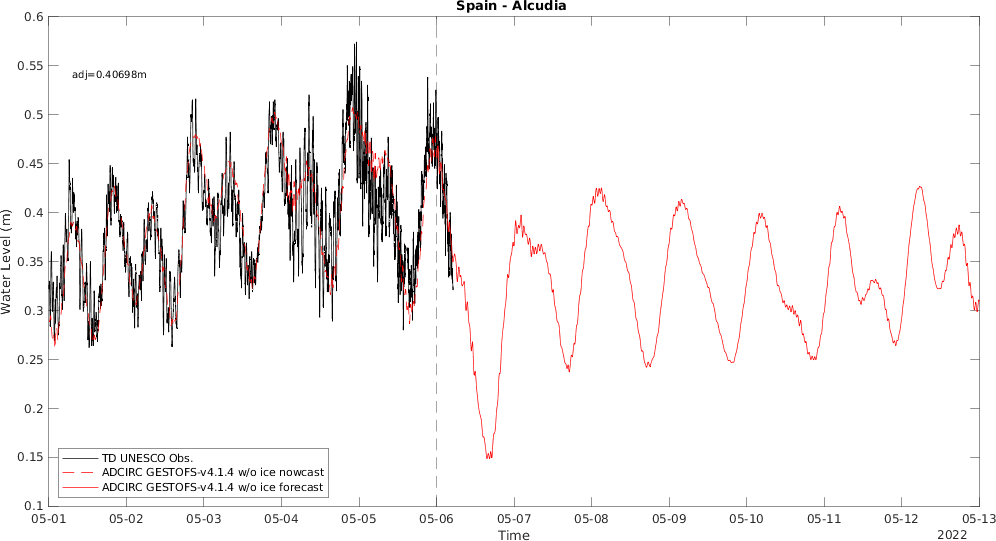 Spain - Alcudia
adj=0.40698m
Water Level (m)
0.6
0.55
0.5
0.45
0.4
0.35
0.3
0.25
0.2
0.15
0.1
TD UNESCO Obs.
ADCIRC GESTOFS-v4.1.4 w/o ice nowcast
ADCIRC GESTOFS-v4.1.4 w/o ice forecast
05-01 05-02 05-03 05-04 05-05 05-06 05-07 05-08 05-09 05-10 05-11 05-12 05-13
Time
2022